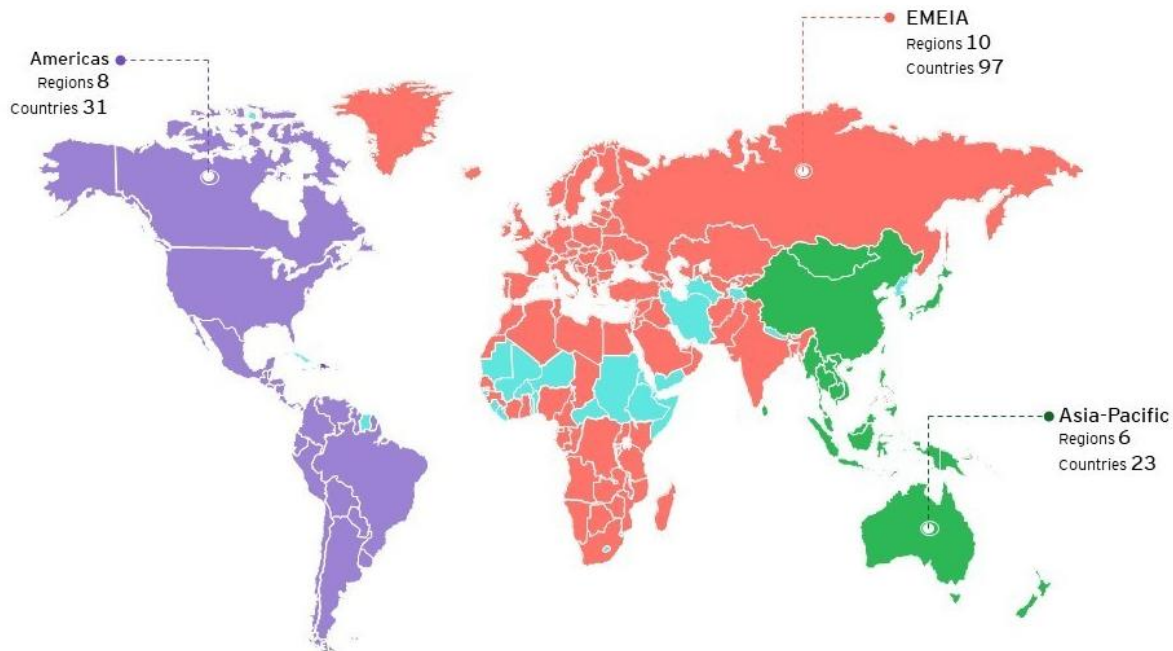 Americas
Regions 8
Countries 31
EMEIA
Regions 10
Countries 97
Asia-Pacific
Regions 6
Countries 23